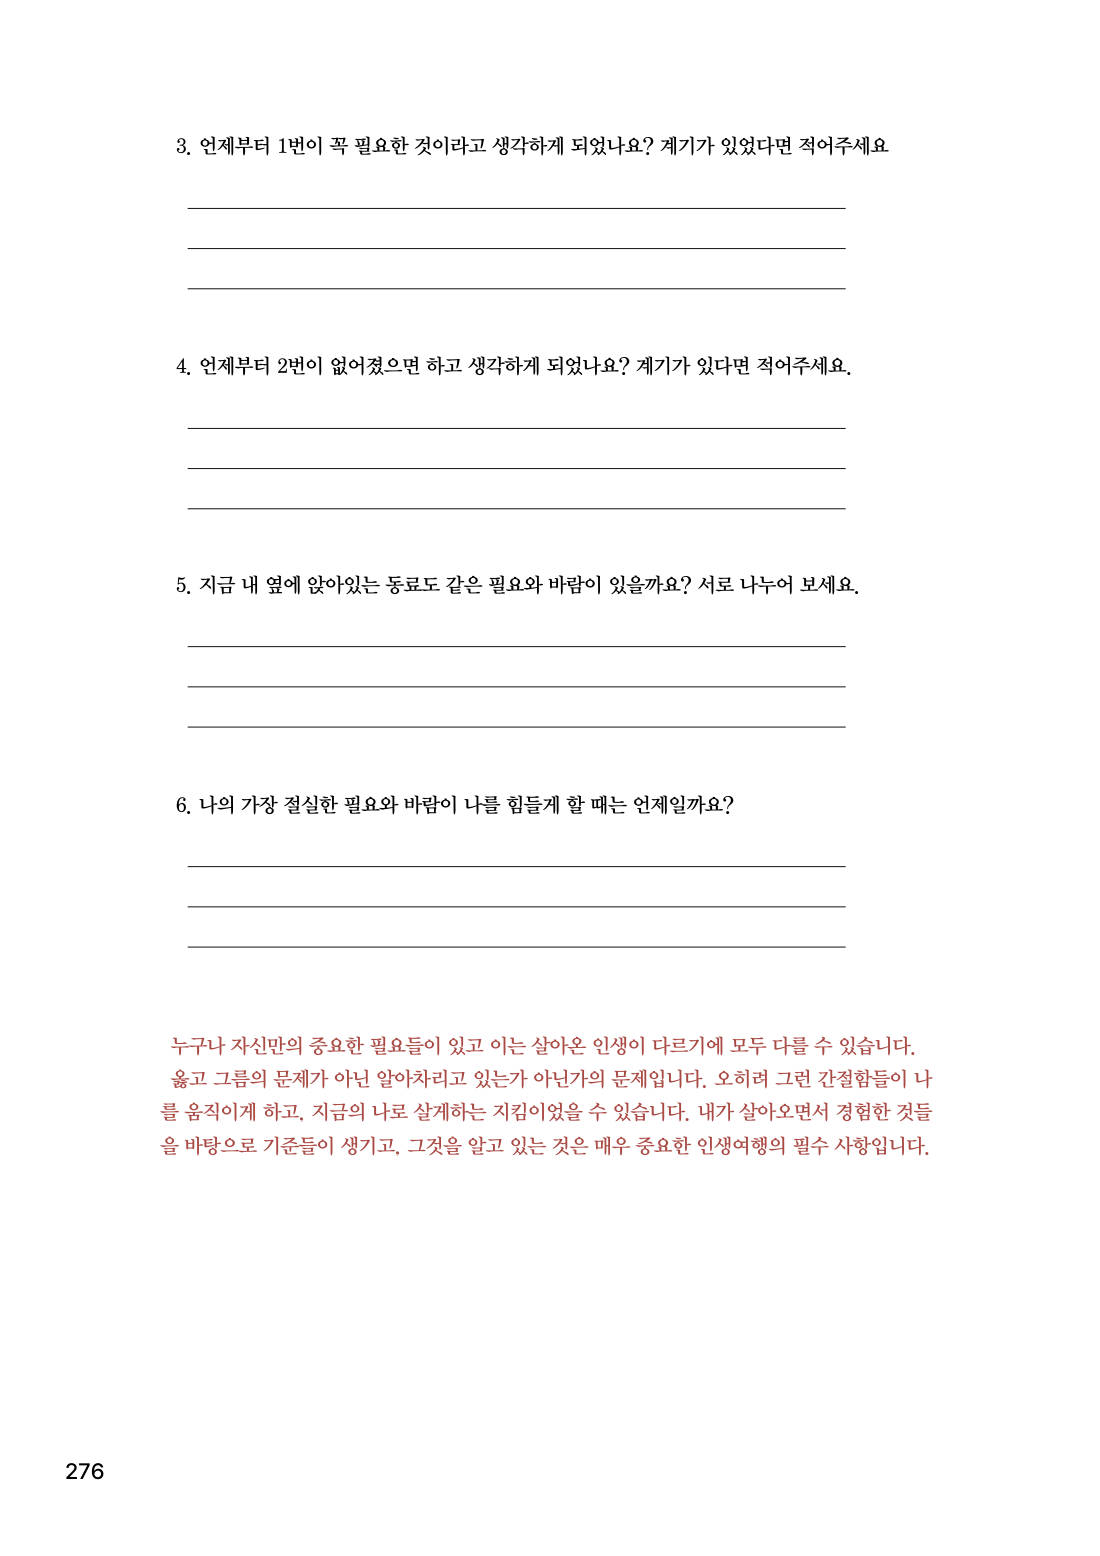 3. 언제부터 1번이 꼭 필요한 것이라고 생각하게 되었나요? 계기가 있었다면 적어주세요
4. 언제부터 2번이 없어졌으면 하고 생각하게 되었나요? 계기가 있다면 적어주세요.
5. 지금 내 옆에 앉아있는 동료도 같은 필요와 바람이 있을까요? 서로 나누어 보세요.
6. 나의 가장 절실한 필요와 바람이 나를 힘들게 할 때는 언제일까요?
누구나 자신만의 중요한 필요들이 있고 이는 살아온 인생이 다르기에 모두 다를 수 있습니다.
옳고 그름의 문제가 아닌 알아차리고 있는가 아닌가의 문제입니다. 오히려 그런 간절함들이 나
를 움직이게 하고, 지금의 나로 살게하는 지킴이었을 수 있습니다. 내가 살아오면서 경험한 것들
을 바탕으로 기준들이 생기고, 그것을 알고 있는 것은 매우 중요한 인생여행의 필수 사항입니다.
276